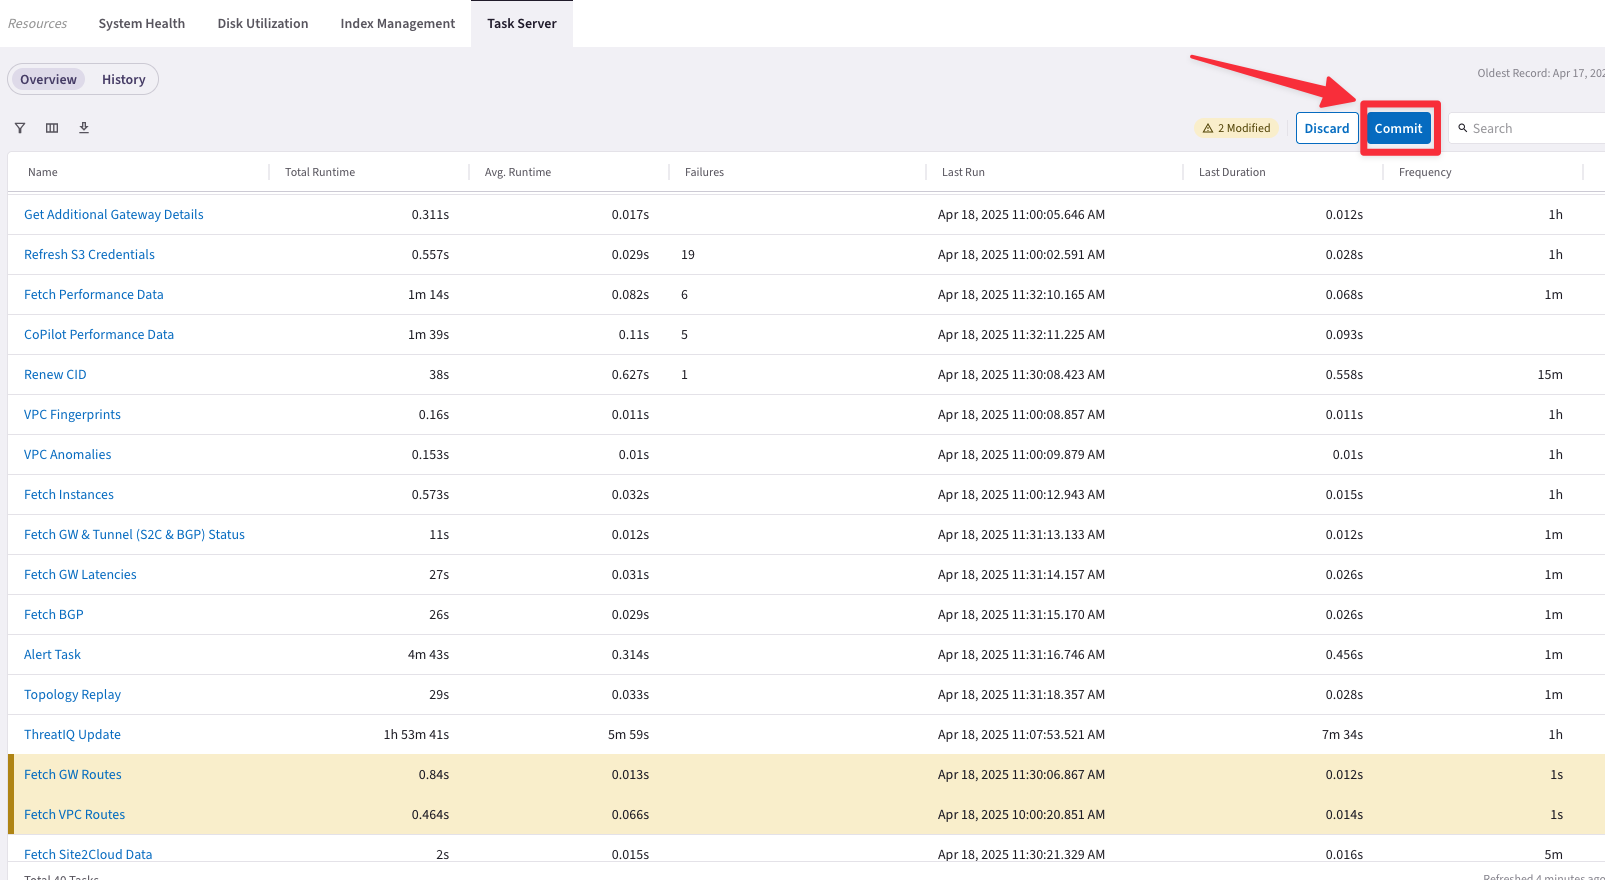 Resources System Health Disk Utilization Index Management Task Server
Overview History
Oldest Record: Apr 17, 202
2 Modified Discard Commit Search
Name Total Runtime Avg. Runtime Failures Last Run Last Duration Frequency
Get Additional Gateway Details 0.311s 0.017s Apr 18, 2025 11:00:05.646 AM 0.012s 1h
Refresh S3 Credentials 0.557s 0.029s 19 Apr 18, 2025 11:00:02.591 AM 0.028s 1h
Fetch Performance Data 1m 14s 0.082s 6 Apr 18, 2025 11:32:10.165 AM 0.068s 1m
CoPilot Performance Data 1m 39s 0.11s 5 Apr 18, 2025 11:32:11.225 AM 0.093s
Renew CID 38s 0.627s 1 Apr 18, 2025 11:30:08.423 AM 0.558s 15m
VPC Fingerprints 0.16s 0.011s Apr 18, 2025 11:00:08.857 AM 0.011s 1h
VPC Anomalies 0.153s 0.01s Apr 18, 2025 11:00:09.879 AM 0.01s 1h
Fetch Instances 0.573s 0.032s Apr 18, 2025 11:00:12.943 AM 0.015s 1h
Fetch GW & Tunnel (S2C & BGP) Status 11s 0.012s Apr 18, 2025 11:31:13.133 AM 0.012s 1m
Fetch GW Latencies 27s 0.031s Apr 18, 2025 11:31:14.157 AM 0.026s 1m
Fetch BGP 26s 0.029s Apr 18, 2025 11:31:15.170 AM 0.026s 1m
Alert Task 4m 43s 0.314s Apr 18, 2025 11:31:16.746 AM 0.456s 1m
Topology Replay 29s 0.033s Apr 18, 2025 11:31:18.357 AM 0.028s 1m
ThreatIQ Update 1h 53m 41s 5m 59s Apr 18, 2025 11:07:53.521 AM 7m 34s 1h
Fetch GW Routes 0.84s 0.013s Apr 18, 2025 11:30:06.867 AM 0.012s 1s
Fetch VPC Routes 0.464s 0.066s Apr 18, 2025 10:00:20.851 AM 0.014s 1s
Fetch Site2Cloud Data 2s 0.015s Apr 18, 2025 11:30:21.329 AM 0.016s 5m
Total 40 Tasks Refreshed 4 minutes ago